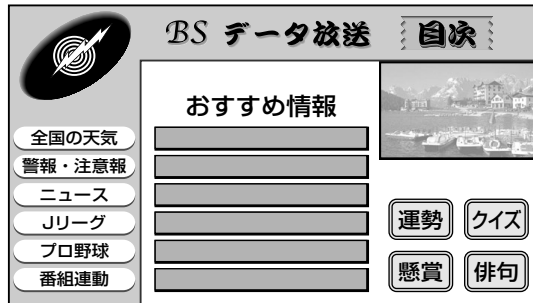 BS データ放送 目次
おすすめ情報
全国の天気
警報・注意報
ニュース
Jリーグ
プロ野球
番組連動
運勢 クイズ
懸賞 俳句